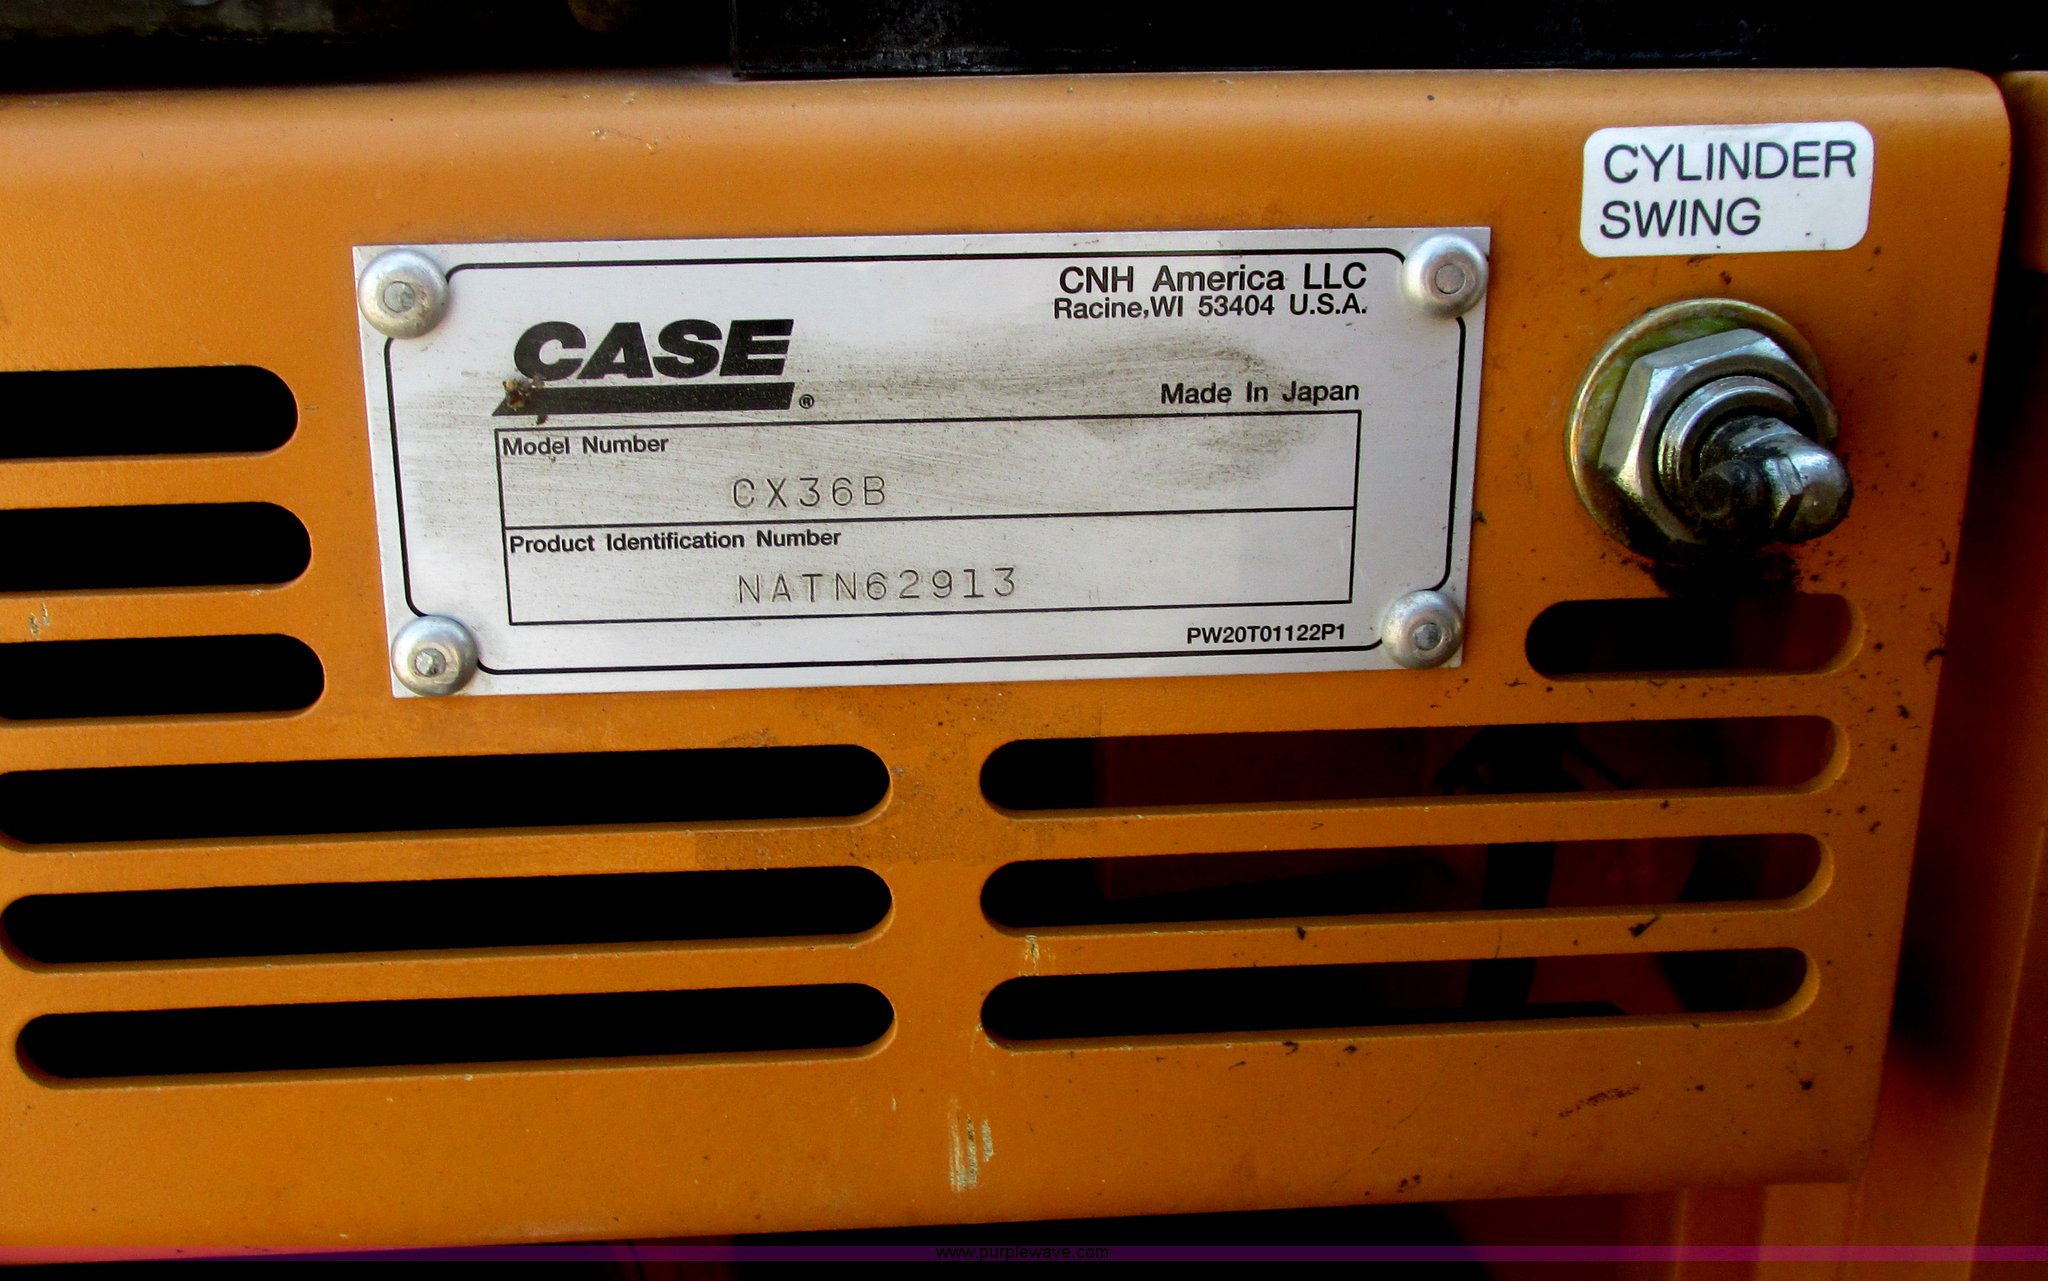 CYLINDER
SWING
CNH America LLC
Racine, WI 53404 U.S.A.
CASE®
Made In Japan
Model Number
CX36B
Product Identification Number
NATN62913
PW20T01122P1
www.purplewave.com